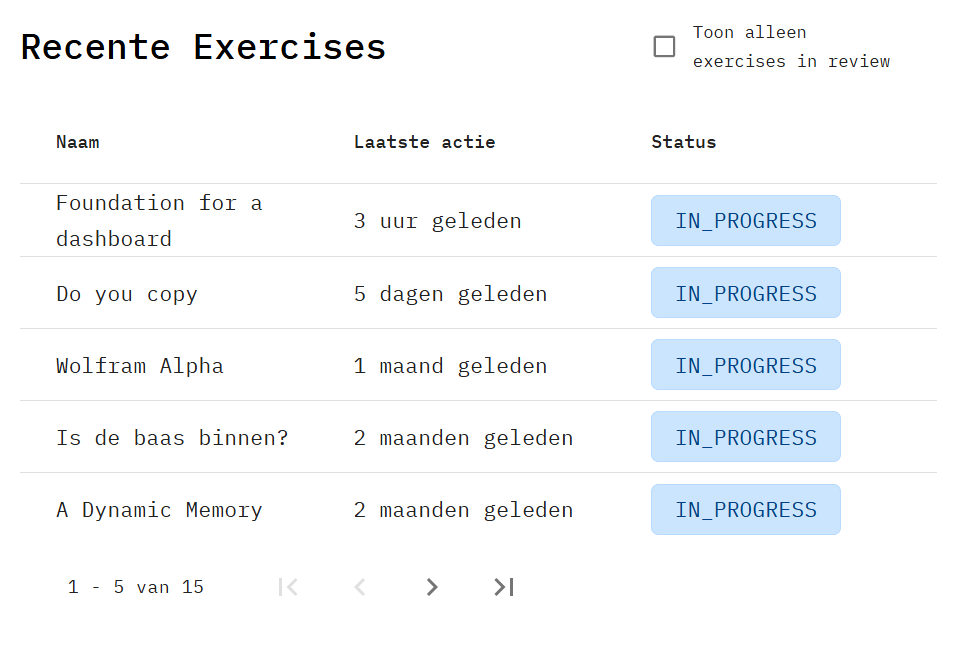 Recente Exercises
Toon alleen
exercises in review
Naam Laatste actie Status
Foundation for a
dashboard
3 uur geleden IN_PROGRESS
Do you copy 5 dagen geleden IN_PROGRESS
Wolfram Alpha 1 maand geleden IN_PROGRESS
Is de baas binnen? 2 maanden geleden IN_PROGRESS
A Dynamic Memory 2 maanden geleden IN_PROGRESS
1 - 5 van 15